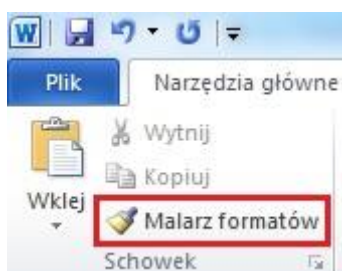 W
Plik Narzędzia główne
Wytnij
Kopiuj
Wklej
Malarz formatów
Schowek